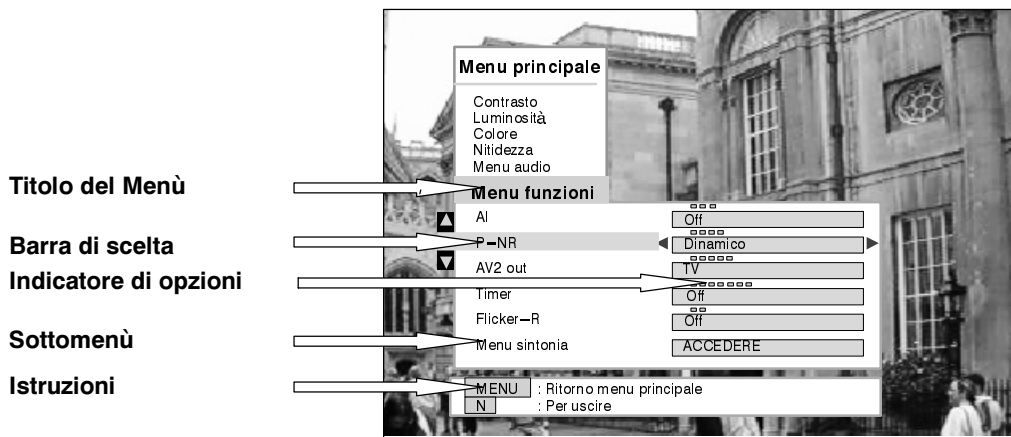 Menu principale
Contrasto
Luminosità
Colore
Nitidezza
Menu audio
Titolo del Menù
Menu funzioni
AI
Off
Barra di scelta
P–NR
Dinamico
Indicatore di opzioni
AV2 out
TV
Timer
Off
Flicker–R
Off
Sottomenù
Menu sintonia
ACCEDERE
Istruzioni
MENU : Ritorno menu principale
N : Per uscire